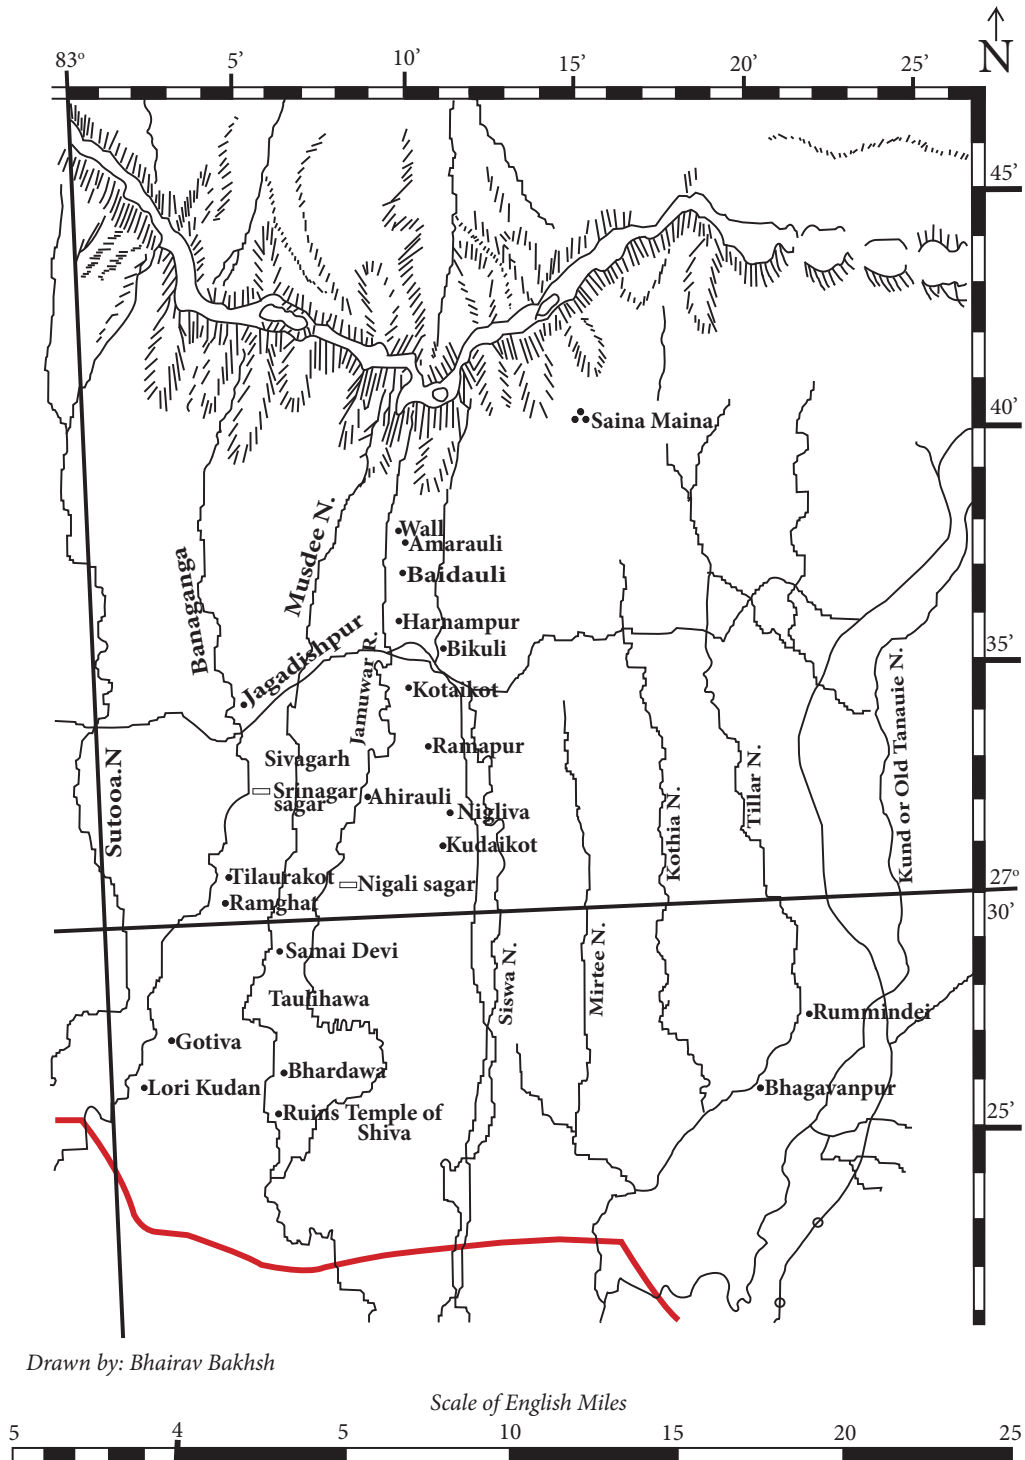 N
83º
5’
10’
15’
20’
25’
45’
40’
Saina Maina
Wall
Amarauli
Musdee N.
Baidauli
Banaganga
Harnampur
Jagadishpur
Bikuli
35’
Jamuwar R.
Kotaikot
Kund or Old Tanauie N.
Ramapur
Sutooa.N
Sivagarh
Tillar N.
Srinagar
sagar
Ahirauli
Kothia N.
Nigliva
Kudaikot
Tilaurakot
Nigali sagar
27º
Ramghat
30’
Samai Devi
Mirtee N.
Siswa N.
Taulihawa
Rummindei
Gotiva
Bhardawa
Lori Kudan
Bhagavanpur
Ruins Temple of
Shiva
25’
Drawn by: Bhairav Bakhsh
Scale of English Miles
5 4 5 10 15 20 25